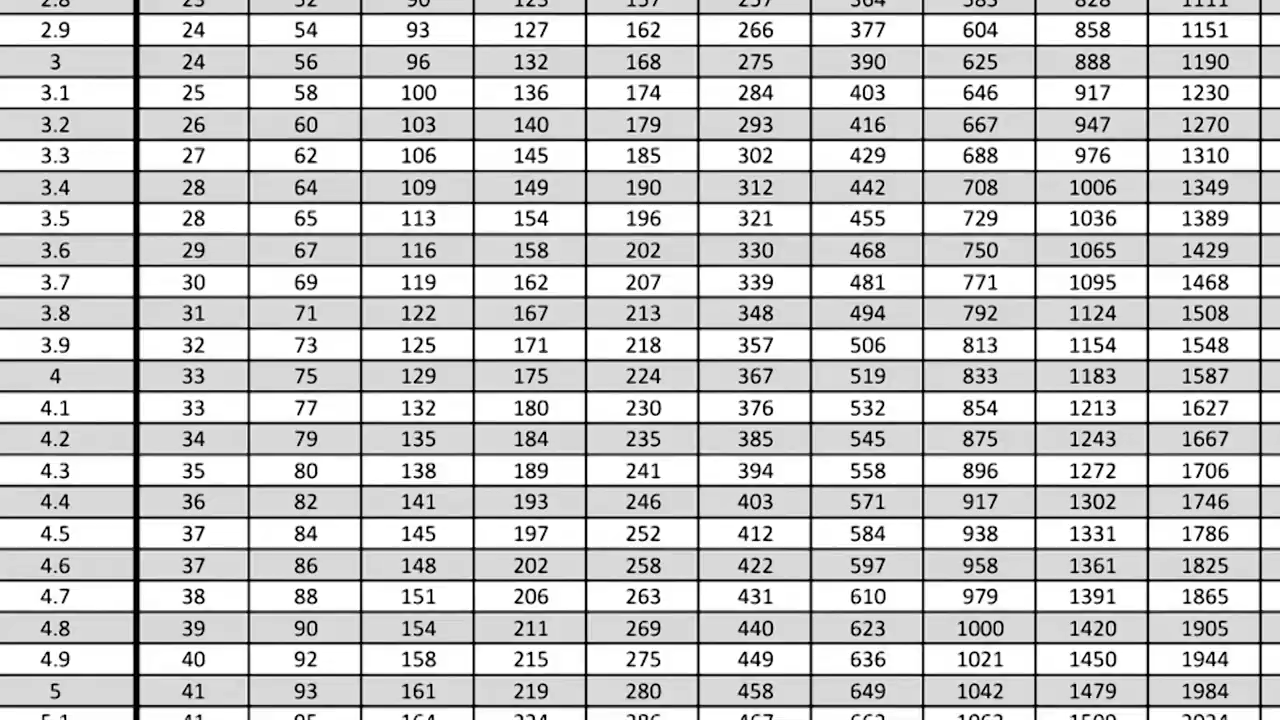 2.9 24 54 93 127 162 266 377 604 858 1151
3 24 56 96 132 168 275 390 625 888 1190
3.1 25 58 100 136 174 284 403 646 917 1230
3.2 26 60 103 140 179 293 416 667 947 1270
3.3 27 62 106 145 185 302 429 688 976 1310
3.4 28 64 109 149 190 312 442 708 1006 1349
3.5 28 65 113 154 196 321 455 729 1036 1389
3.6 29 67 116 158 202 330 468 750 1065 1429
3.7 30 69 119 162 207 339 481 771 1095 1468
3.8 31 71 122 167 213 348 494 792 1124 1508
3.9 32 73 125 171 218 357 506 813 1154 1548
4 33 75 129 175 224 367 519 833 1183 1587
4.1 33 77 132 180 230 376 532 854 1213 1627
4.2 34 79 135 184 235 385 545 875 1243 1667
4.3 35 80 138 189 241 394 558 896 1272 1706
4.4 36 82 141 193 246 403 571 917 1302 1746
4.5 37 84 145 197 252 412 584 938 1331 1786
4.6 37 86 148 202 258 422 597 958 1361 1825
4.7 38 88 151 206 263 431 610 979 1391 1865
4.8 39 90 154 211 269 440 623 1000 1420 1905
4.9 40 92 158 215 275 449 636 1021 1450 1944
5 41 93 161 219 280 458 649 1042 1479 1984